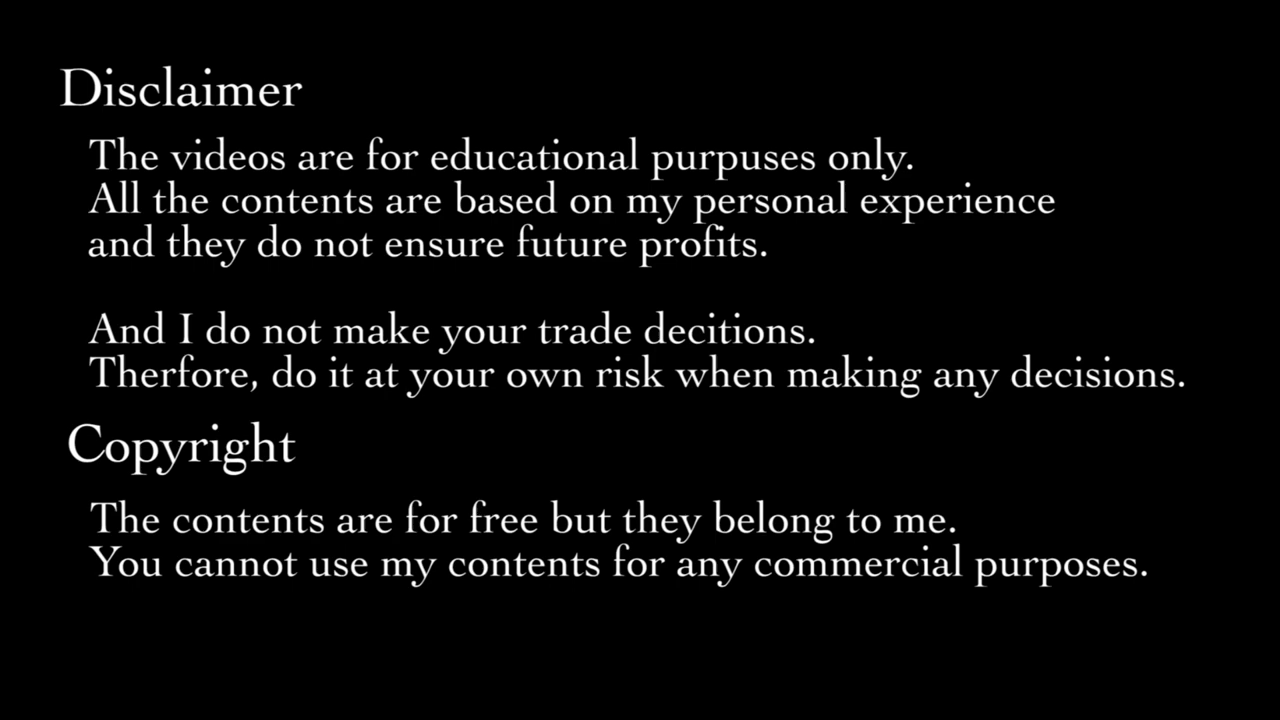 Disclaimer
The videos are for educational purpuses only.
All the contents are based on my personal experience
and they do not ensure future profits.
And I do not make your trade decitions.
Therfore, do it at your own risk when making any decisions.
Copyright
The contents are for free but they belong to me.
You cannot use my contents for any commercial purposes.